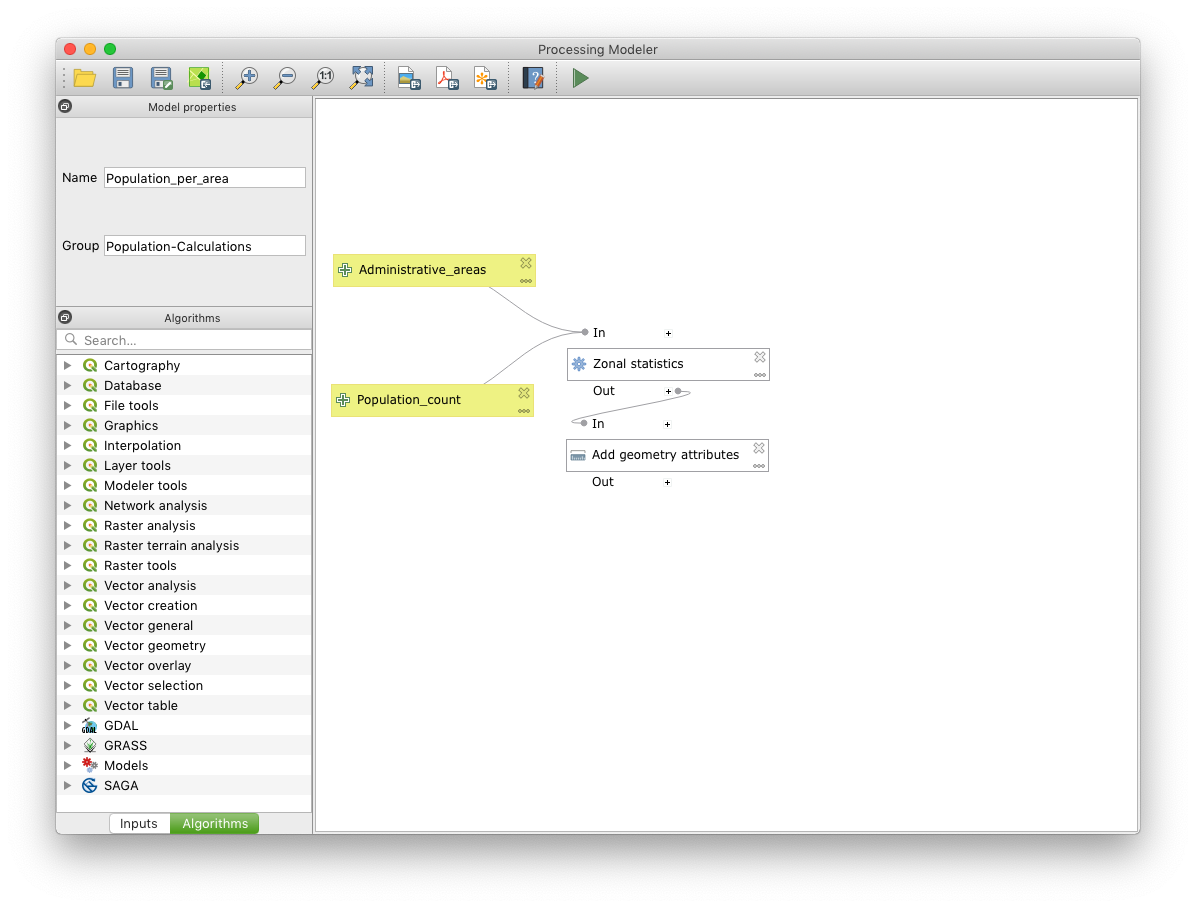 Processing Modeler
1:1
Model properties
Name Population_per_area
Group Population-Calculations
Algorithms
Search...
Cartography
Database
File tools
Graphics
Interpolation
Layer tools
Modeler tools
Network analysis
Raster analysis
Raster terrain analysis
Raster tools
Vector analysis
Vector creation
Vector general
Vector geometry
Vector overlay
Vector selection
Vector table
GDAL GDAL
GRASS
Models
SAGA
Inputs Algorithms
Administrative_areas
Population_count
In +
Zonal statistics
Out +
In +
Add geometry attributes
Out +